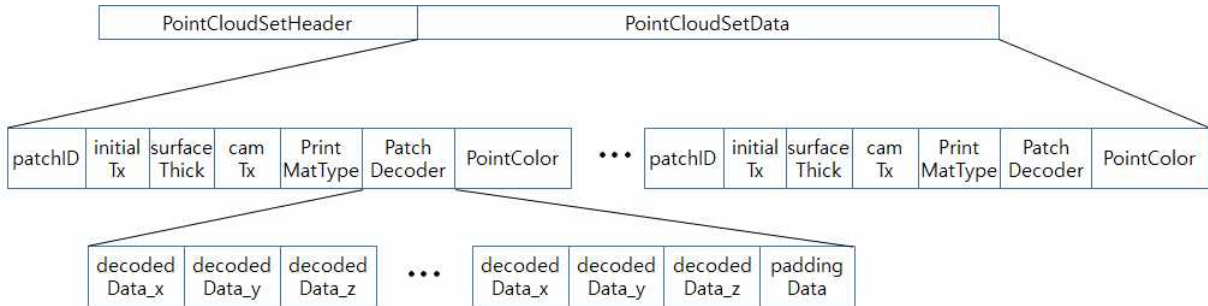 PointCloudSetHeader PointCloudSetData
patchID initial Tx surface Thick cam Tx Print MatType Patch Decoder PointColor ••• patchID initial Tx surface Thick cam Tx Print MatType Patch Decoder PointColor
decoded Data_x decoded Data_y decoded Data_z ••• decoded Data_x decoded Data_y decoded Data_z padding Data